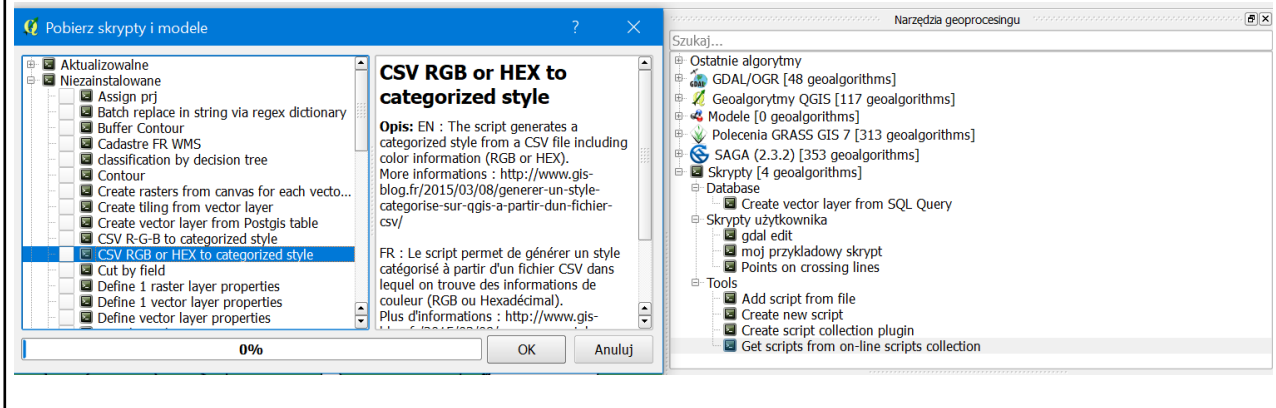 Pobierz skrypty i modele
?
Aktualizowalne
Niezainstalowane
Assign prj
Batch replace in string via regex dictionary
Buffer Contour
Cadastre FR WMS
classification by decision tree
Contour
Create rasters from canvas for each vecto...
Create tiling from vector layer
Create vector layer from Postgis table
CSV R-G-B to categorized style
CSV RGB or HEX to categorized style
Cut by field
Define 1 raster layer properties
Define 1 vector layer properties
Define vector layer properties
CSV RGB or HEX to
categorized style
Opis: EN : The script generates a
categorized style from a CSV file including
color information (RGB or HEX).
More informations : http://www.gis-
blog.fr/2015/03/08/generer-un-style-
categorise-sur-qgis-a-partir-dun-fichier-
csv/
FR : Le script permet de générer un style
catégorisé à partir d'un fichier CSV dans
lequel on trouve des informations de
couleur (RGB ou Hexadécimal).
Plus d'informations : http://www.gis-
0%
OK
Anuluj
Narzędzia geoprocesingu
Szukaj...
Ostatnie algorytmy
GDAL/OGR [48 geoalgorithms]
Geoalgorytmy QGIS [117 geoalgorithms]
Modele [0 geoalgorithms]
Polecenia GRASS GIS 7 [313 geoalgorithms]
SAGA (2.3.2) [353 geoalgorithms]
Skrypty [4 geoalgorithms]
Database
Create vector layer from SQL Query
Skrypty użytkownika
gdal edit
moj przykladowy skrypt
Points on crossing lines
Tools
Add script from file
Create new script
Create script collection plugin
Get scripts from on-line scripts collection